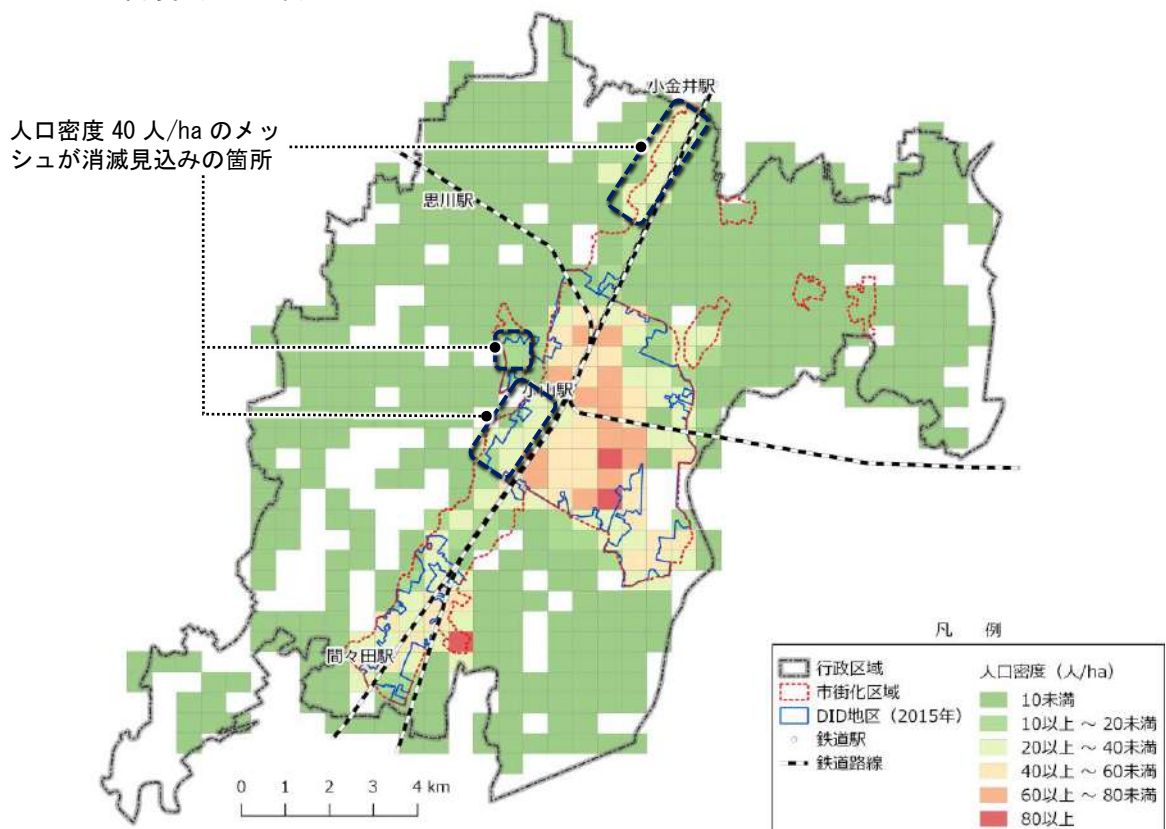 小金井駅
人口密度 40 人/ha のメッ
シュが消滅見込みの箇所
思川駅
小山駅
間々田駅
0 1 2 3 4 km
凡 例
行政区域
市街化区域
DID地区（2015年）
鉄道駅
鉄道路線
人口密度（人/ha）
10未満
10以上 ～ 20未満
20以上 ～ 40未満
40以上 ～ 60未満
60以上 ～ 80未満
80以上